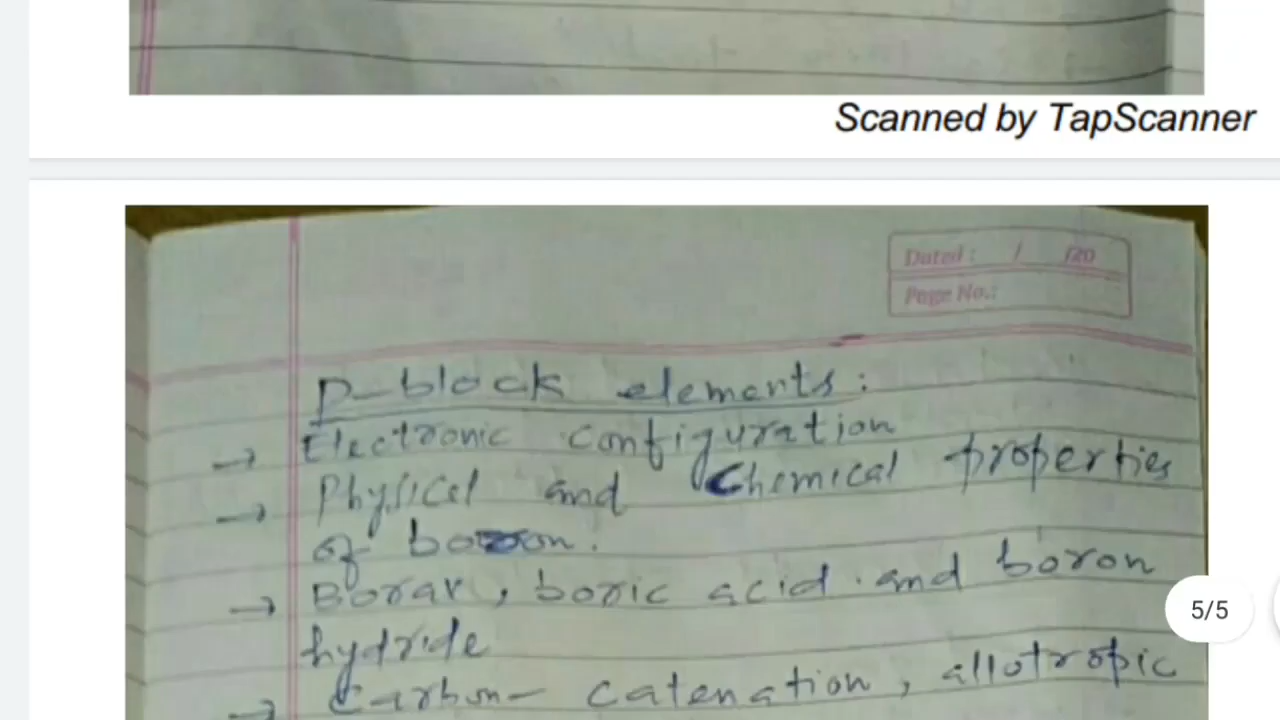 Scanned by TapScanner
Dated : / /20
Page No.:
P-block elements :
→ Electronic configuration
→ Physical and Chemical properties
of boron.
→ Borax, boric acid and boron
hydride
→ Carbon- catenation, allotropic
5/5